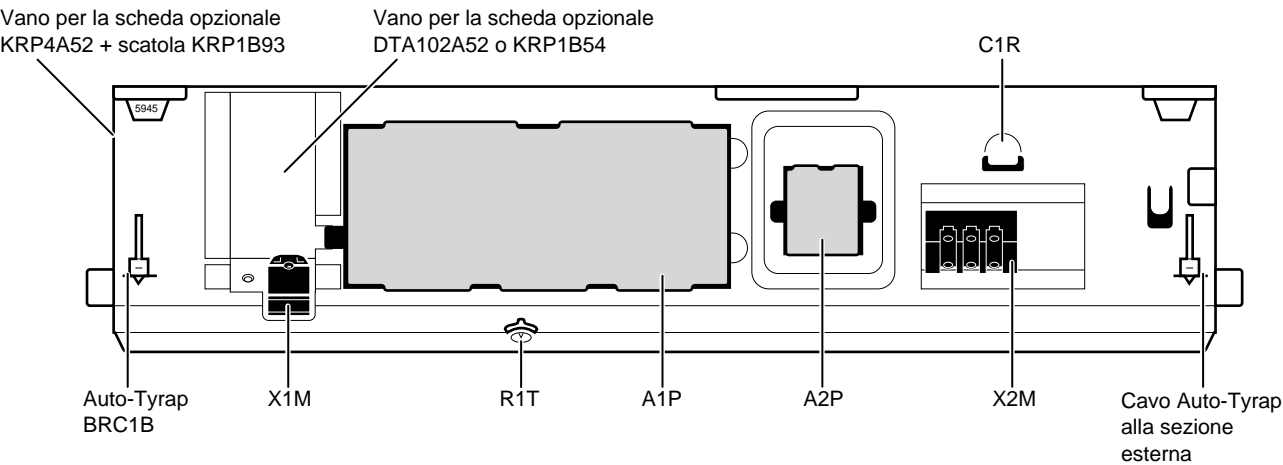 Vano per la scheda opzionale
KRP4A52 + scatola KRP1B93
Vano per la scheda opzionale
DTA102A52 o KRP1B54
C1R
5945
Auto-Tyrap
BRC1B
X1M
R1T
A1P
A2P
X2M
Cavo Auto-Tyrap
alla sezione
esterna